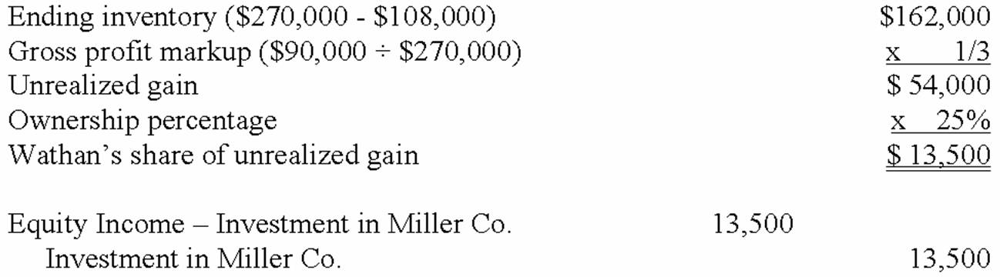 Ending inventory ($270,000 - $108,000) $162,000
Gross profit markup ($90,000 ÷ $270,000) x 1/3
Unrealized gain $ 54,000
Ownership percentage x 25%
Wathan’s share of unrealized gain $ 13,500
Equity Income – Investment in Miller Co. 13,500
Investment in Miller Co. 13,500